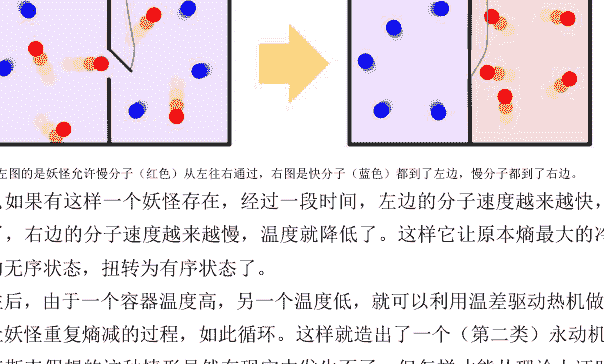 左图的是妖怪允许慢分子（红色）从左往右通过，右图是快分子（蓝色）都到了左边，慢分子都到了右边。
如果有这样一个妖怪存在，经过一段时间，左边的分子速度越来越快，
，右边的分子速度越来越慢，温度就降低了。这样它让原本熵最大的
无序状态，扭转为有序状态了。
后，由于一个容器温度高，另一个温度低，就可以利用温差驱动热机做
妖怪重复熵减的过程，如此循环。这样就造出了一个（第二类）永动机